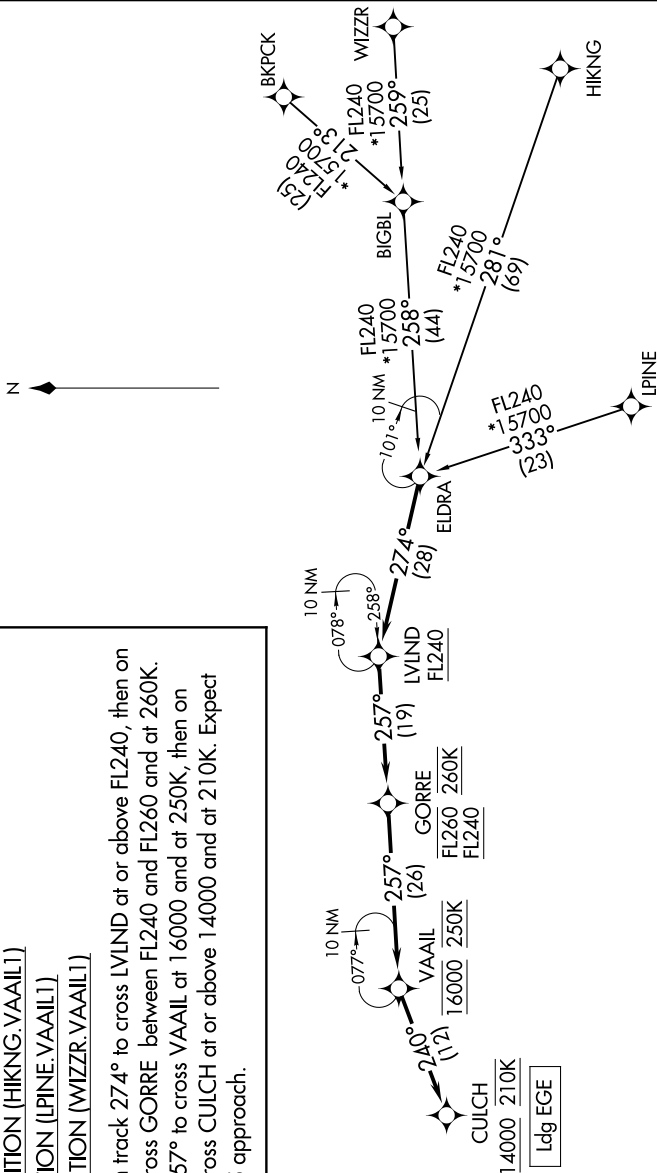 ITION (HIKNG.VAAIL1)
ION (LPINE.VAAIL1)
TION (WIZZR.VAAIL1)
track 274° to cross LVLND at or above FL240, then on
ross GORRE between FL240 and FL260 and at 260K.
57° to cross VAAIL at 16000 and at 250K, then on
ross CULCH at or above 14000 and at 210K. Expect
approach.
N
BKPCK
FL240
*15700
213°
(25)
WIZZR
FL240
*15700
259°
(25)
BIGBL
FL240
*15700
258°
(44)
HIKNG
FL240
*15700
281°
(69)
LPINE
FL240
*15700
333°
(23)
10 NM
101°
ELDRA
274°
(28)
10 NM
078°
258°
LVLND
FL240
257°
(19)
GORRE
FL260 260K
FL240
257°
(26)
10 NM
077°
VAAIL
16000 250K
240°
(12)
CULCH
14000 210K
Ldg EGE